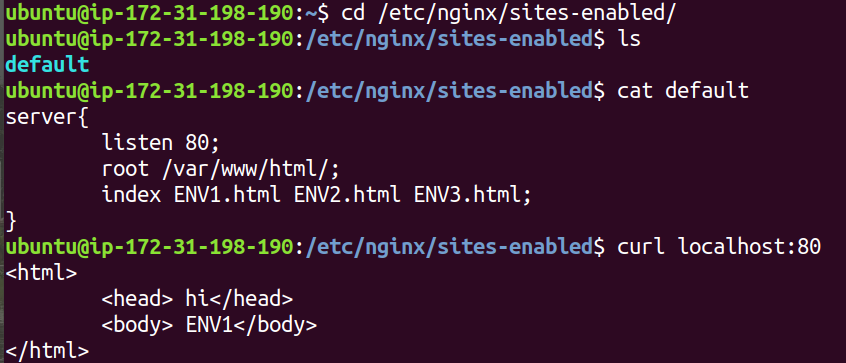 ubuntu@ip-172-31-198-190:~$ cd /etc/nginx/sites-enabled/
ubuntu@ip-172-31-198-190:/etc/nginx/sites-enabled$ ls
default
ubuntu@ip-172-31-198-190:/etc/nginx/sites-enabled$ cat default
server{
        listen 80;
        root /var/www/html/;
        index ENV1.html ENV2.html ENV3.html;
}
ubuntu@ip-172-31-198-190:/etc/nginx/sites-enabled$ curl localhost:80
<html>
        <head> hi</head>
        <body> ENV1</body>
</html>